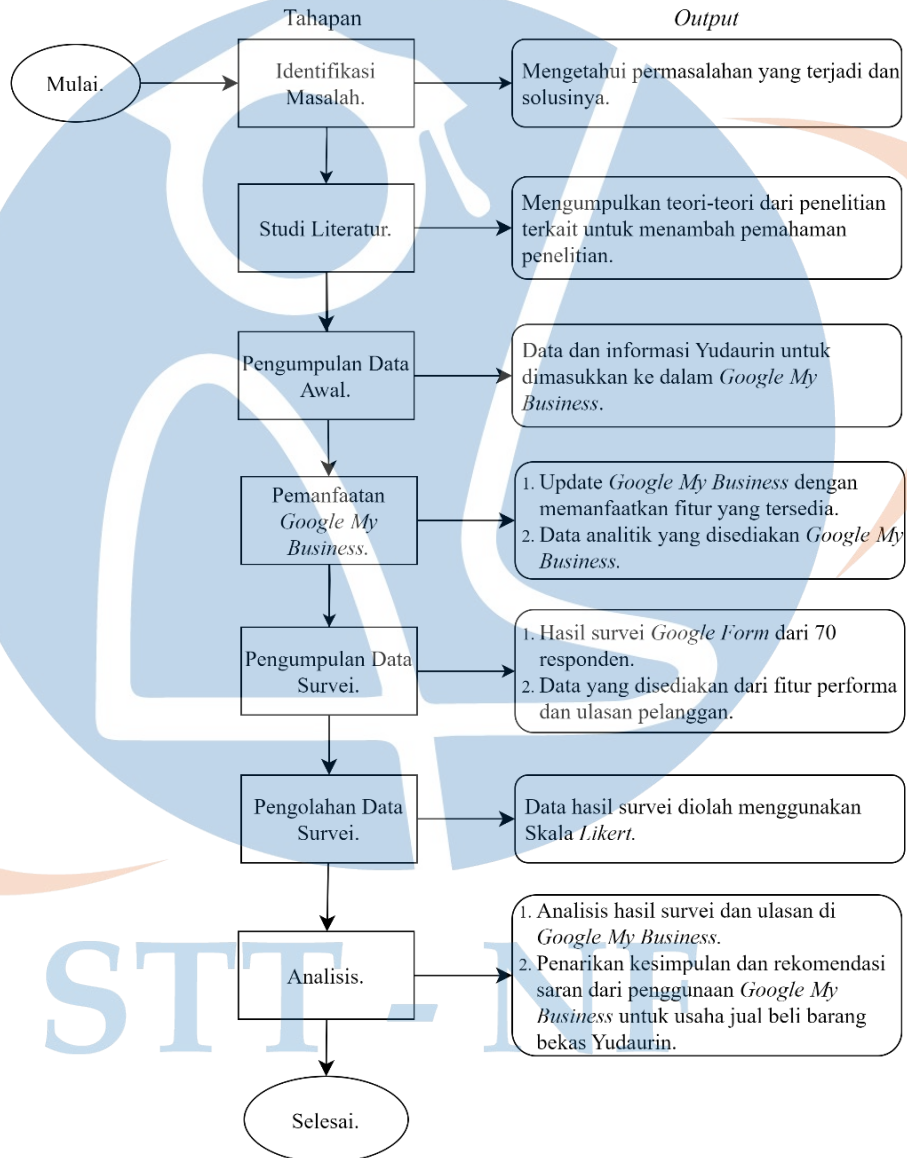 Tahapan
Output
Mulai.
Identifikasi
Masalah.
Mengetahui permasalahan yang terjadi dan
solusinya.
Studi Literatur.
Mengumpulkan teori-teori dari penelitian
terkait untuk menambah pemahaman
penelitian.
Pengumpulan Data
Awal.
Data dan informasi Yudaurin untuk
dimasukkan ke dalam Google My
Business.
Pemanfaatan
Google My
Business.
1. Update Google My Business dengan
memanfaatkan fitur yang tersedia.
2. Data analitik yang disediakan Google My
Business.
Pengumpulan Data
Survei.
1. Hasil survei Google Form dari 70
responden.
2. Data yang disediakan dari fitur performa
dan ulasan pelanggan.
Pengolahan Data
Survei.
Data hasil survei diolah menggunakan
Skala Likert.
Analisis.
1. Analisis hasil survei dan ulasan di
Google My Business.
2. Penarikan kesimpulan dan rekomendasi
saran dari penggunaan Google My
Business untuk usaha jual beli barang
bekas Yudaurin.
Selesai.
STT - NF